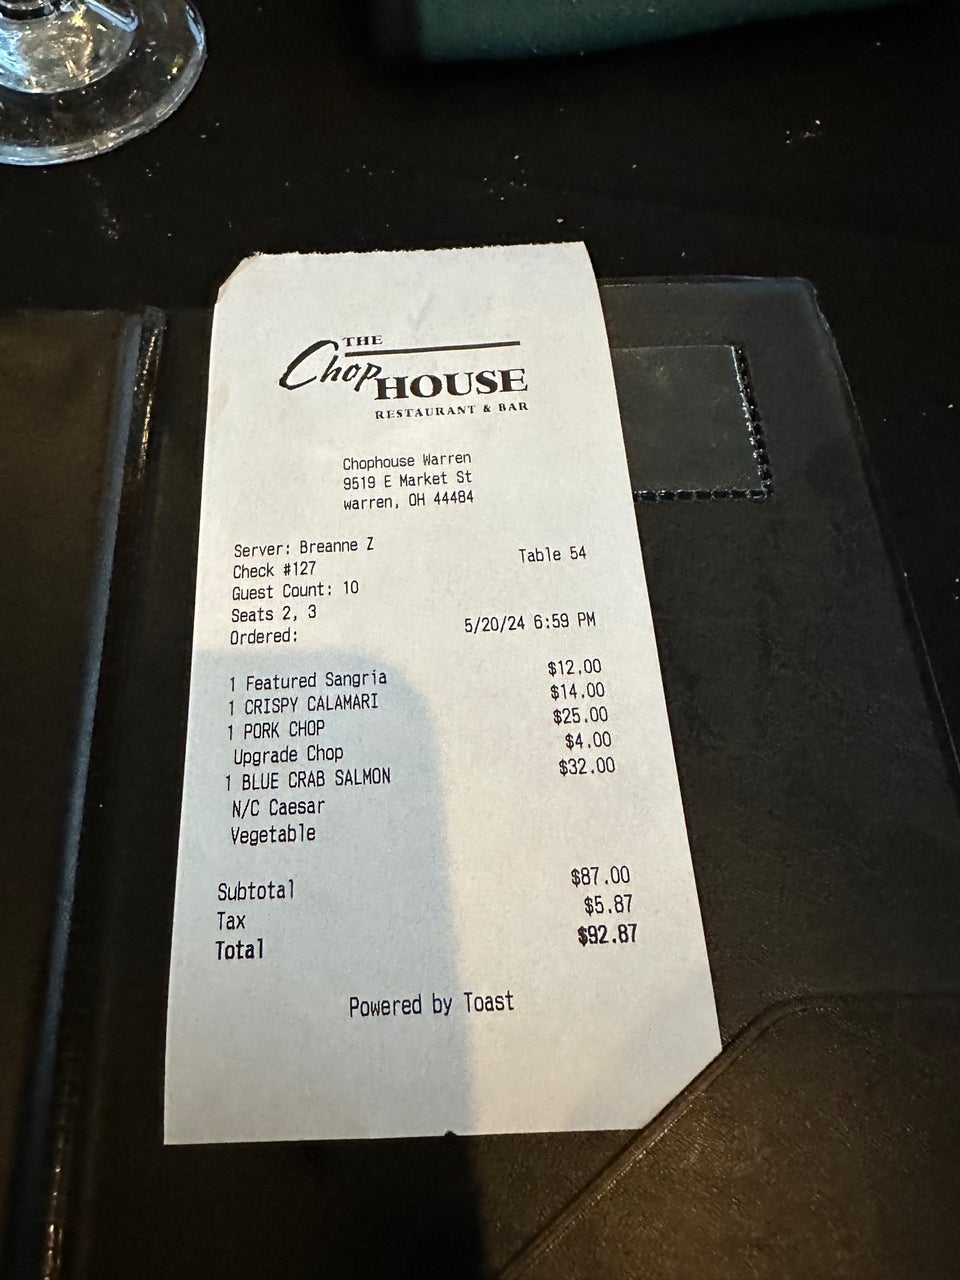 THE
Chop HOUSE
RESTAURANT & BAR
Chophouse Warren
9519 E Market St
warren, OH 44484
Server: Breanne Z
Check #127 Table 54
Guest Count: 10
Seats 2, 3
Ordered: 5/20/24 6:59 PM
1 Featured Sangria $12.00
1 CRISPY CALAMARI $14.00
1 PORK CHOP $25.00
Upgrade Chop $4.00
1 BLUE CRAB SALMON $32.00
N/C Caesar
Vegetable
Subtotal $87.00
Tax $5.87
Total $92.87
Powered by Toast